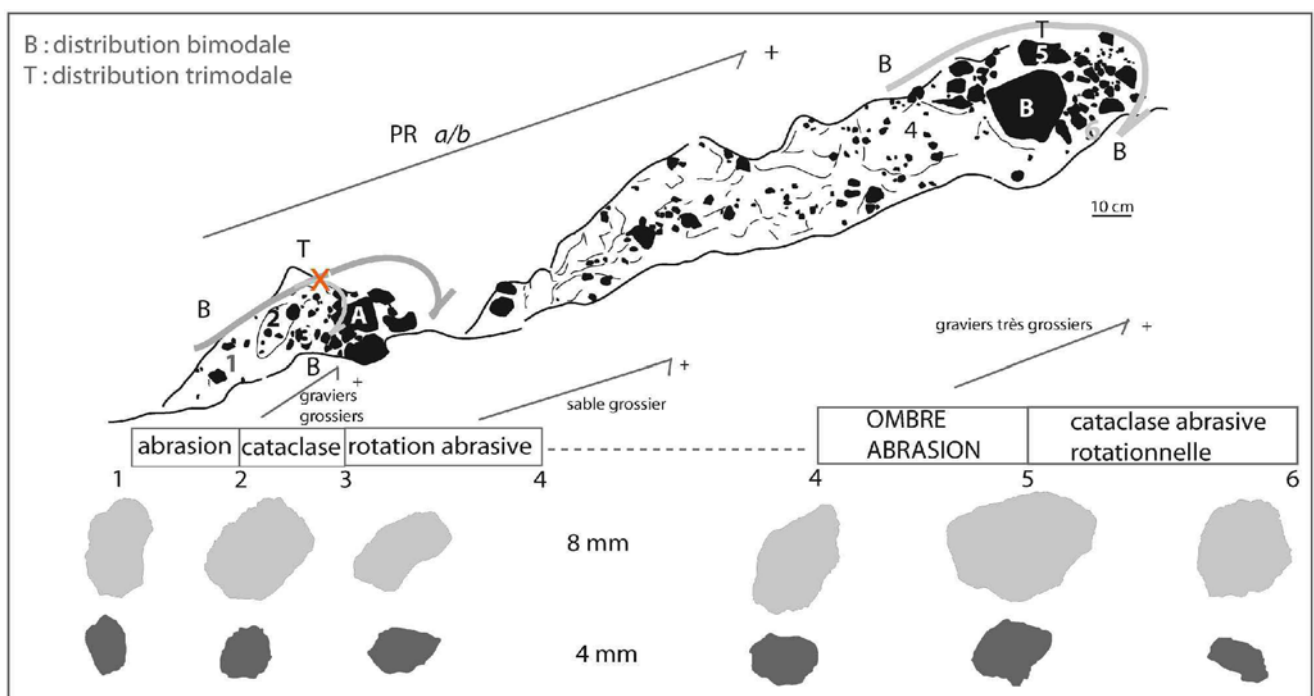 B : distribution bimodale
T : distribution trimodale
PR a/b
+
B
T
5
B
6
B
4
10 cm
T
B
2
3
A
1
B
+
graviers
grossiers
+
sable grossier
graviers très grossiers
+
abrasion
cataclase
rotation abrasive
OMBRE
ABRASION
cataclase abrasive
rotationnelle
1
2
3
4
4
5
6
8 mm
4 mm